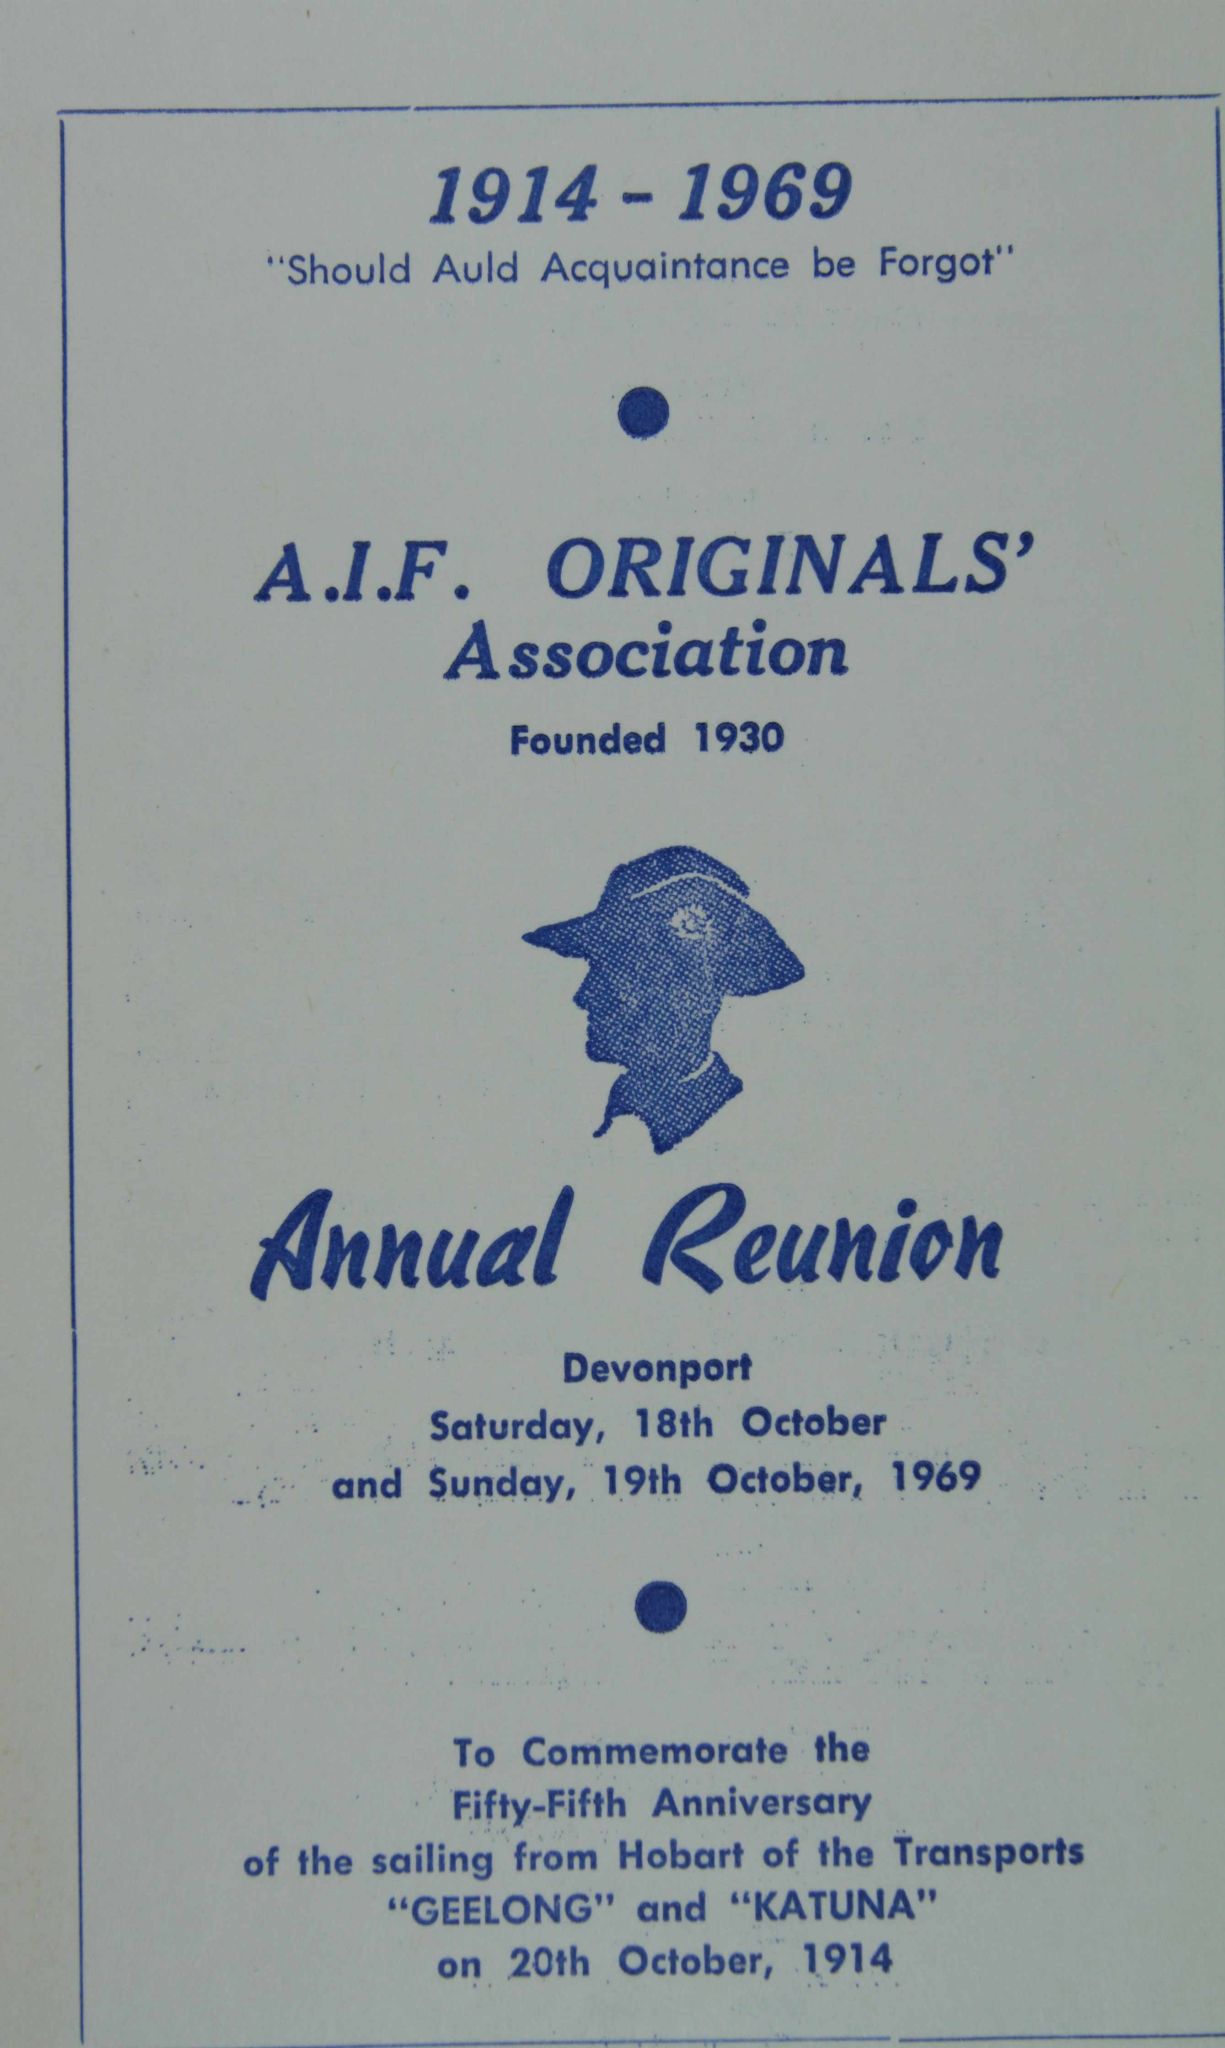 1914 - 1969
"Should Auld Acquaintance be Forgot"
A.I.F. ORIGINALS'
Association
Founded 1930
Annual Reunion
Devonport
Saturday, 18th October
and Sunday, 19th October, 1969
To Commemorate the
Fifty-Fifth Anniversary
of the sailing from Hobart of the Transports
“GEELONG” and “KATUNA”
on 20th October, 1914